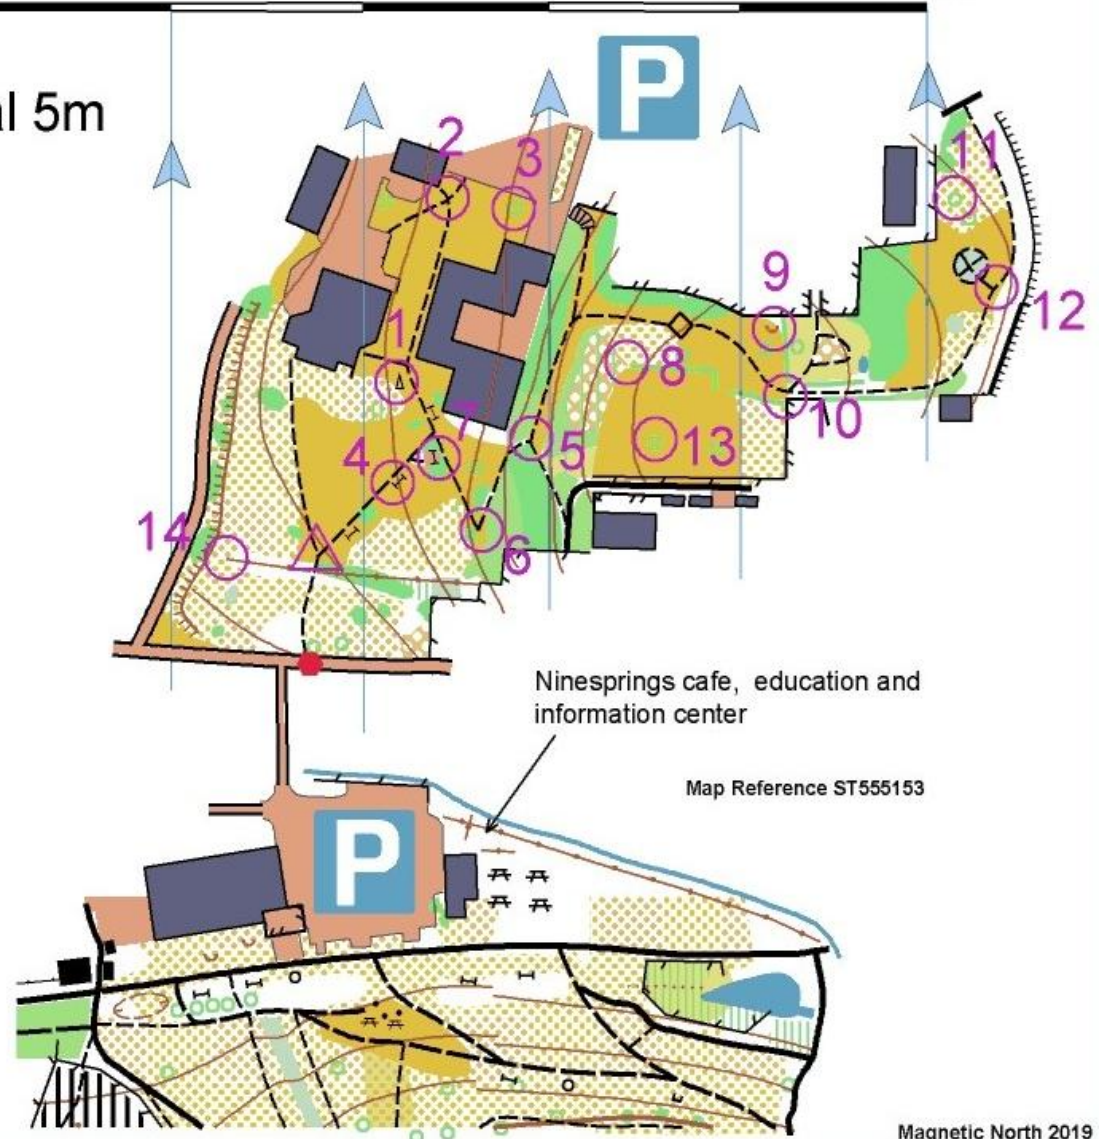 al 5m
P
2
3
11
9
12
1
8
7
10
4
5
13
14
6
Ninesprings cafe, education and
information center
Map Reference ST555153
P
Magnetic North 2019